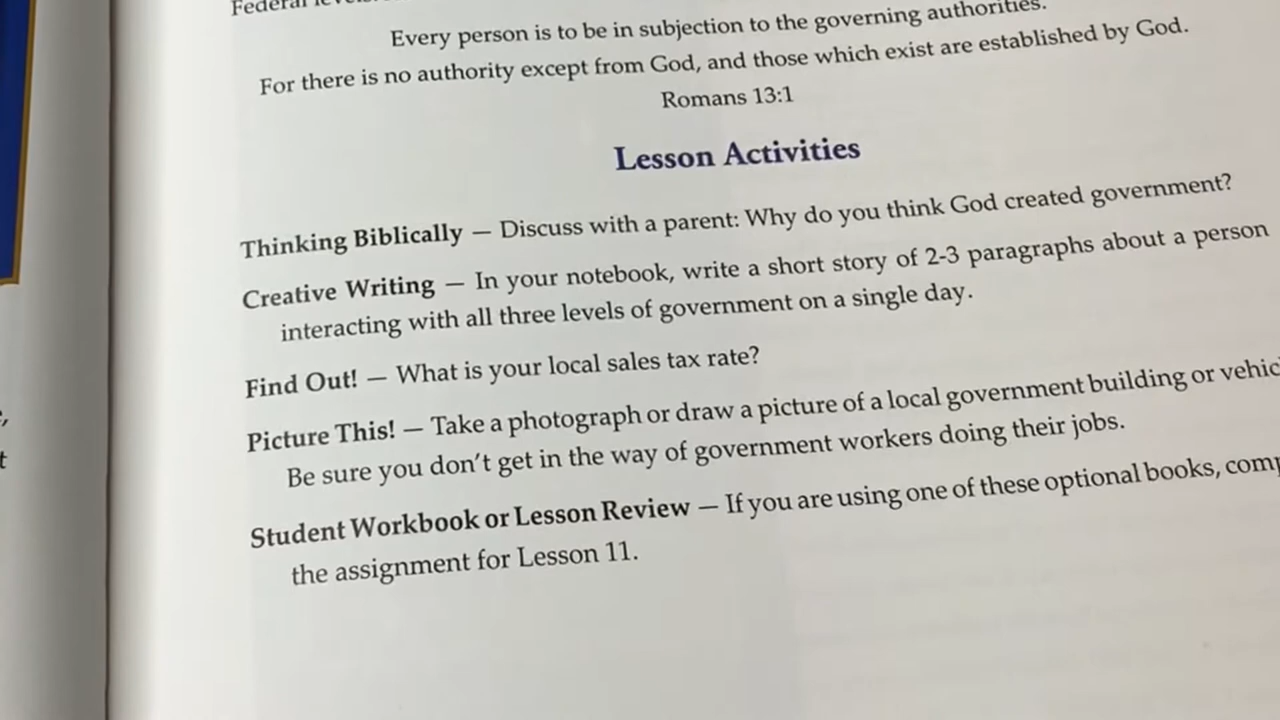 Federal
Every person is to be in subjection to the governing authorities.
For there is no authority except from God, and those which exist are established by God.
Romans 13:1
Lesson Activities
Thinking Biblically — Discuss with a parent: Why do you think God created government?
Creative Writing — In your notebook, write a short story of 2-3 paragraphs about a person
interacting with all three levels of government on a single day.
Find Out! — What is your local sales tax rate?
Picture This! — Take a photograph or draw a picture of a local government building or
Be sure you don't get in the way of government workers doing their jobs.
Student Workbook or Lesson Review — If you are using one of these optional books,
the assignment for Lesson 11.